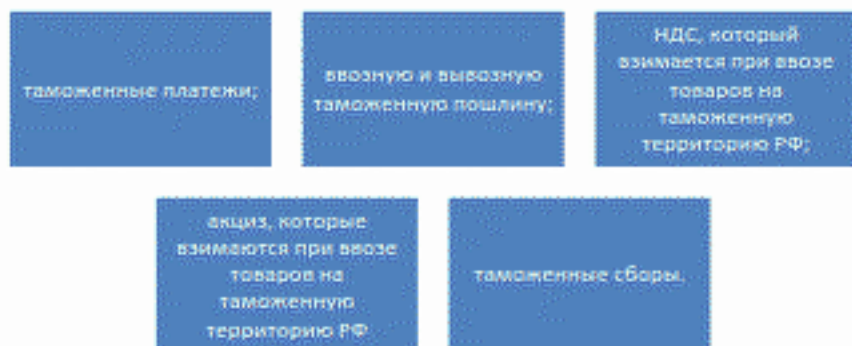 таможенные платежи;
ввозную и вывозную
таможенную пошлину;
НДС, который
взимается при ввозе
товаров на
таможенную
территорию РФ;
акциз, которые
взимаются при ввозе
товаров на
таможенную
территорию РФ
таможенные сборы.